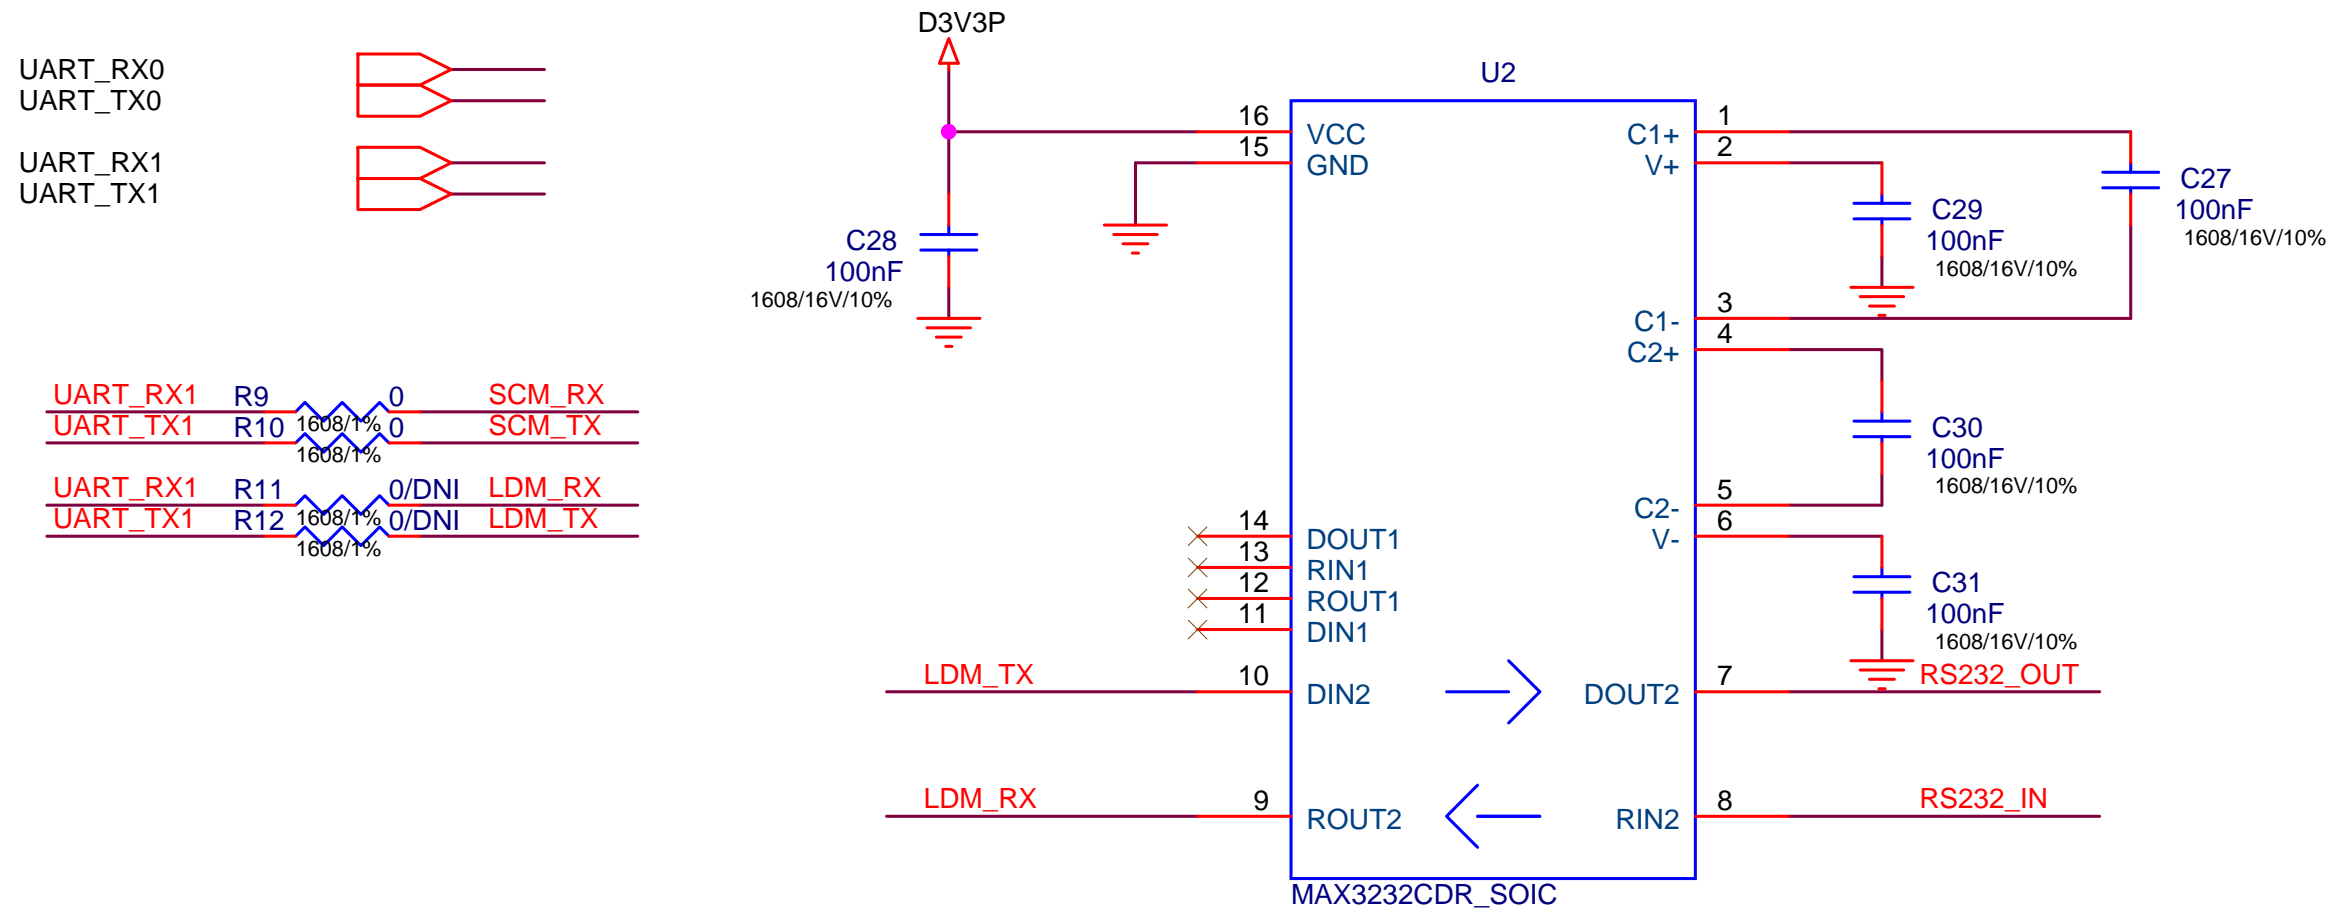 D3V3P
UART_RX0
UART_TX0
UART_RX1
UART_TX1
C28
100nF
1608/16V/10%
UART_RX1 R9 0 SCM_RX
1608/1%
UART_TX1 R10 0 SCM_TX
1608/1%
UART_RX1 R11 0/DNI LDM_RX
1608/1%
UART_TX1 R12 0/DNI LDM_TX
1608/1%
U2
16 VCC
15 GND
14 DOUT1
13 RIN1
12 ROUT1
11 DIN1
LDM_TX 10 DIN2
LDM_RX 9 ROUT2
C1+ 1
V+ 2
C1- 3
C2+ 4
C2- 5
V- 6
DOUT2 7 RS232_OUT
RIN2 8 RS232_IN
C27
100nF
1608/16V/10%
C29
100nF
1608/16V/10%
C30
100nF
1608/16V/10%
C31
100nF
1608/16V/10%
MAX3232CDR_SOIC